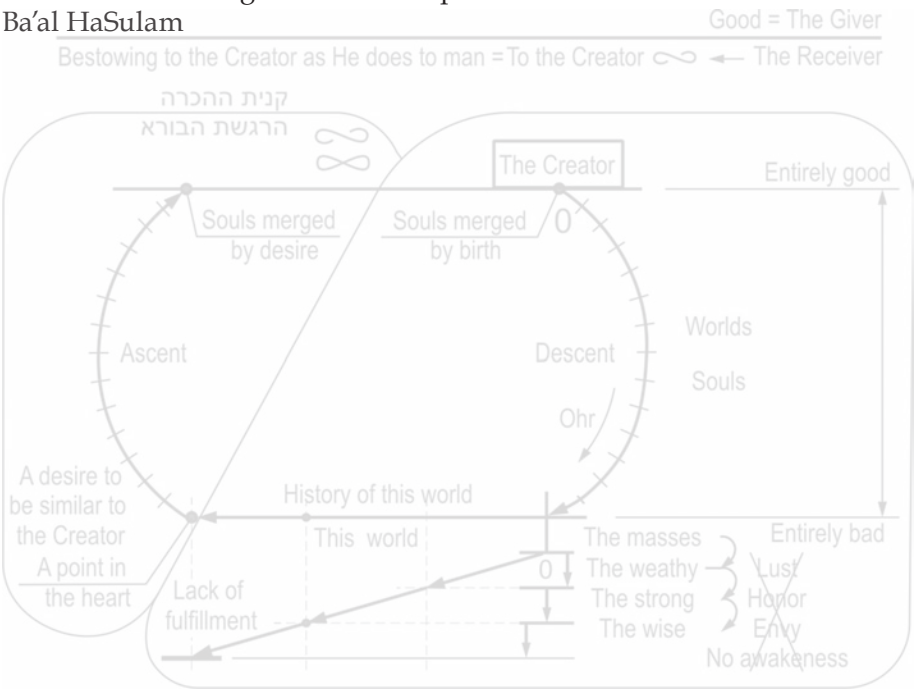 Ba'al HaSulam
Good = The Giver
Bestowing to the Creator as He does to man = To the Creator ← The Receiver
קנית ההכרה
הרגשת הבורא
The Creator
Entirely good
Souls merged
by desire
Souls merged
by birth
0
Worlds
Ascent
Descent
Souls
Ohr
A desire to
be similar to
the Creator
History of this world
This world
The masses
Entirely bad
A point in
the heart
0
The weathy
Lust
Lack of
fulfillment
The strong
Honor
The wise
Envy
No awakeness